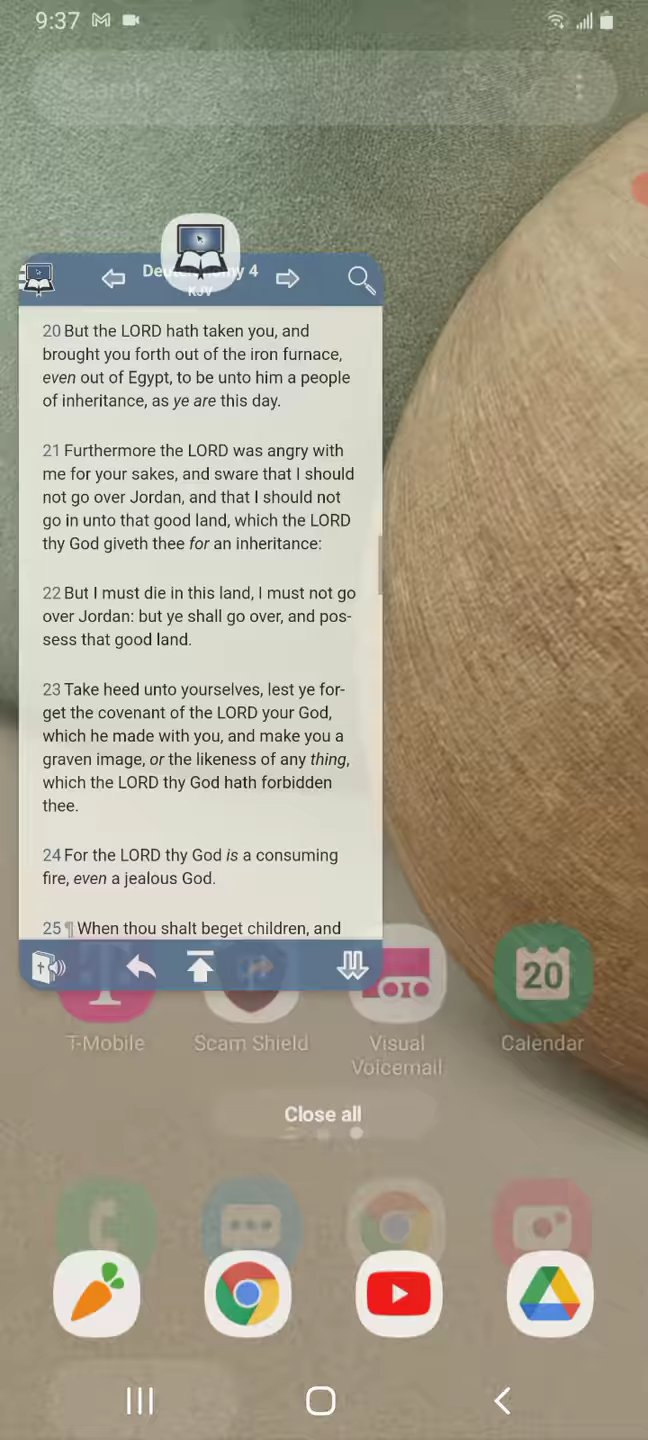 9:37
Search
Deuteronomy 4
KJV
20 But the LORD hath taken you, and
brought you forth out of the iron furnace,
even out of Egypt, to be unto him a people
of inheritance, as ye are this day.
21 Furthermore the LORD was angry with
me for your sakes, and sware that I should
not go over Jordan, and that I should not
go in unto that good land, which the LORD
thy God giveth thee for an inheritance:
22 But I must die in this land, I must not go
over Jordan: but ye shall go over, and pos-
sess that good land.
23 Take heed unto yourselves, lest ye for-
get the covenant of the LORD your God,
which he made with you, and make you a
graven image, or the likeness of any thing,
which the LORD thy God hath forbidden
thee.
24 For the LORD thy God is a consuming
fire, even a jealous God.
25 ¶ When thou shalt beget children, and
T
20
T-Mobile
Scam Shield
Visual
Voicemail
Calendar
Close all